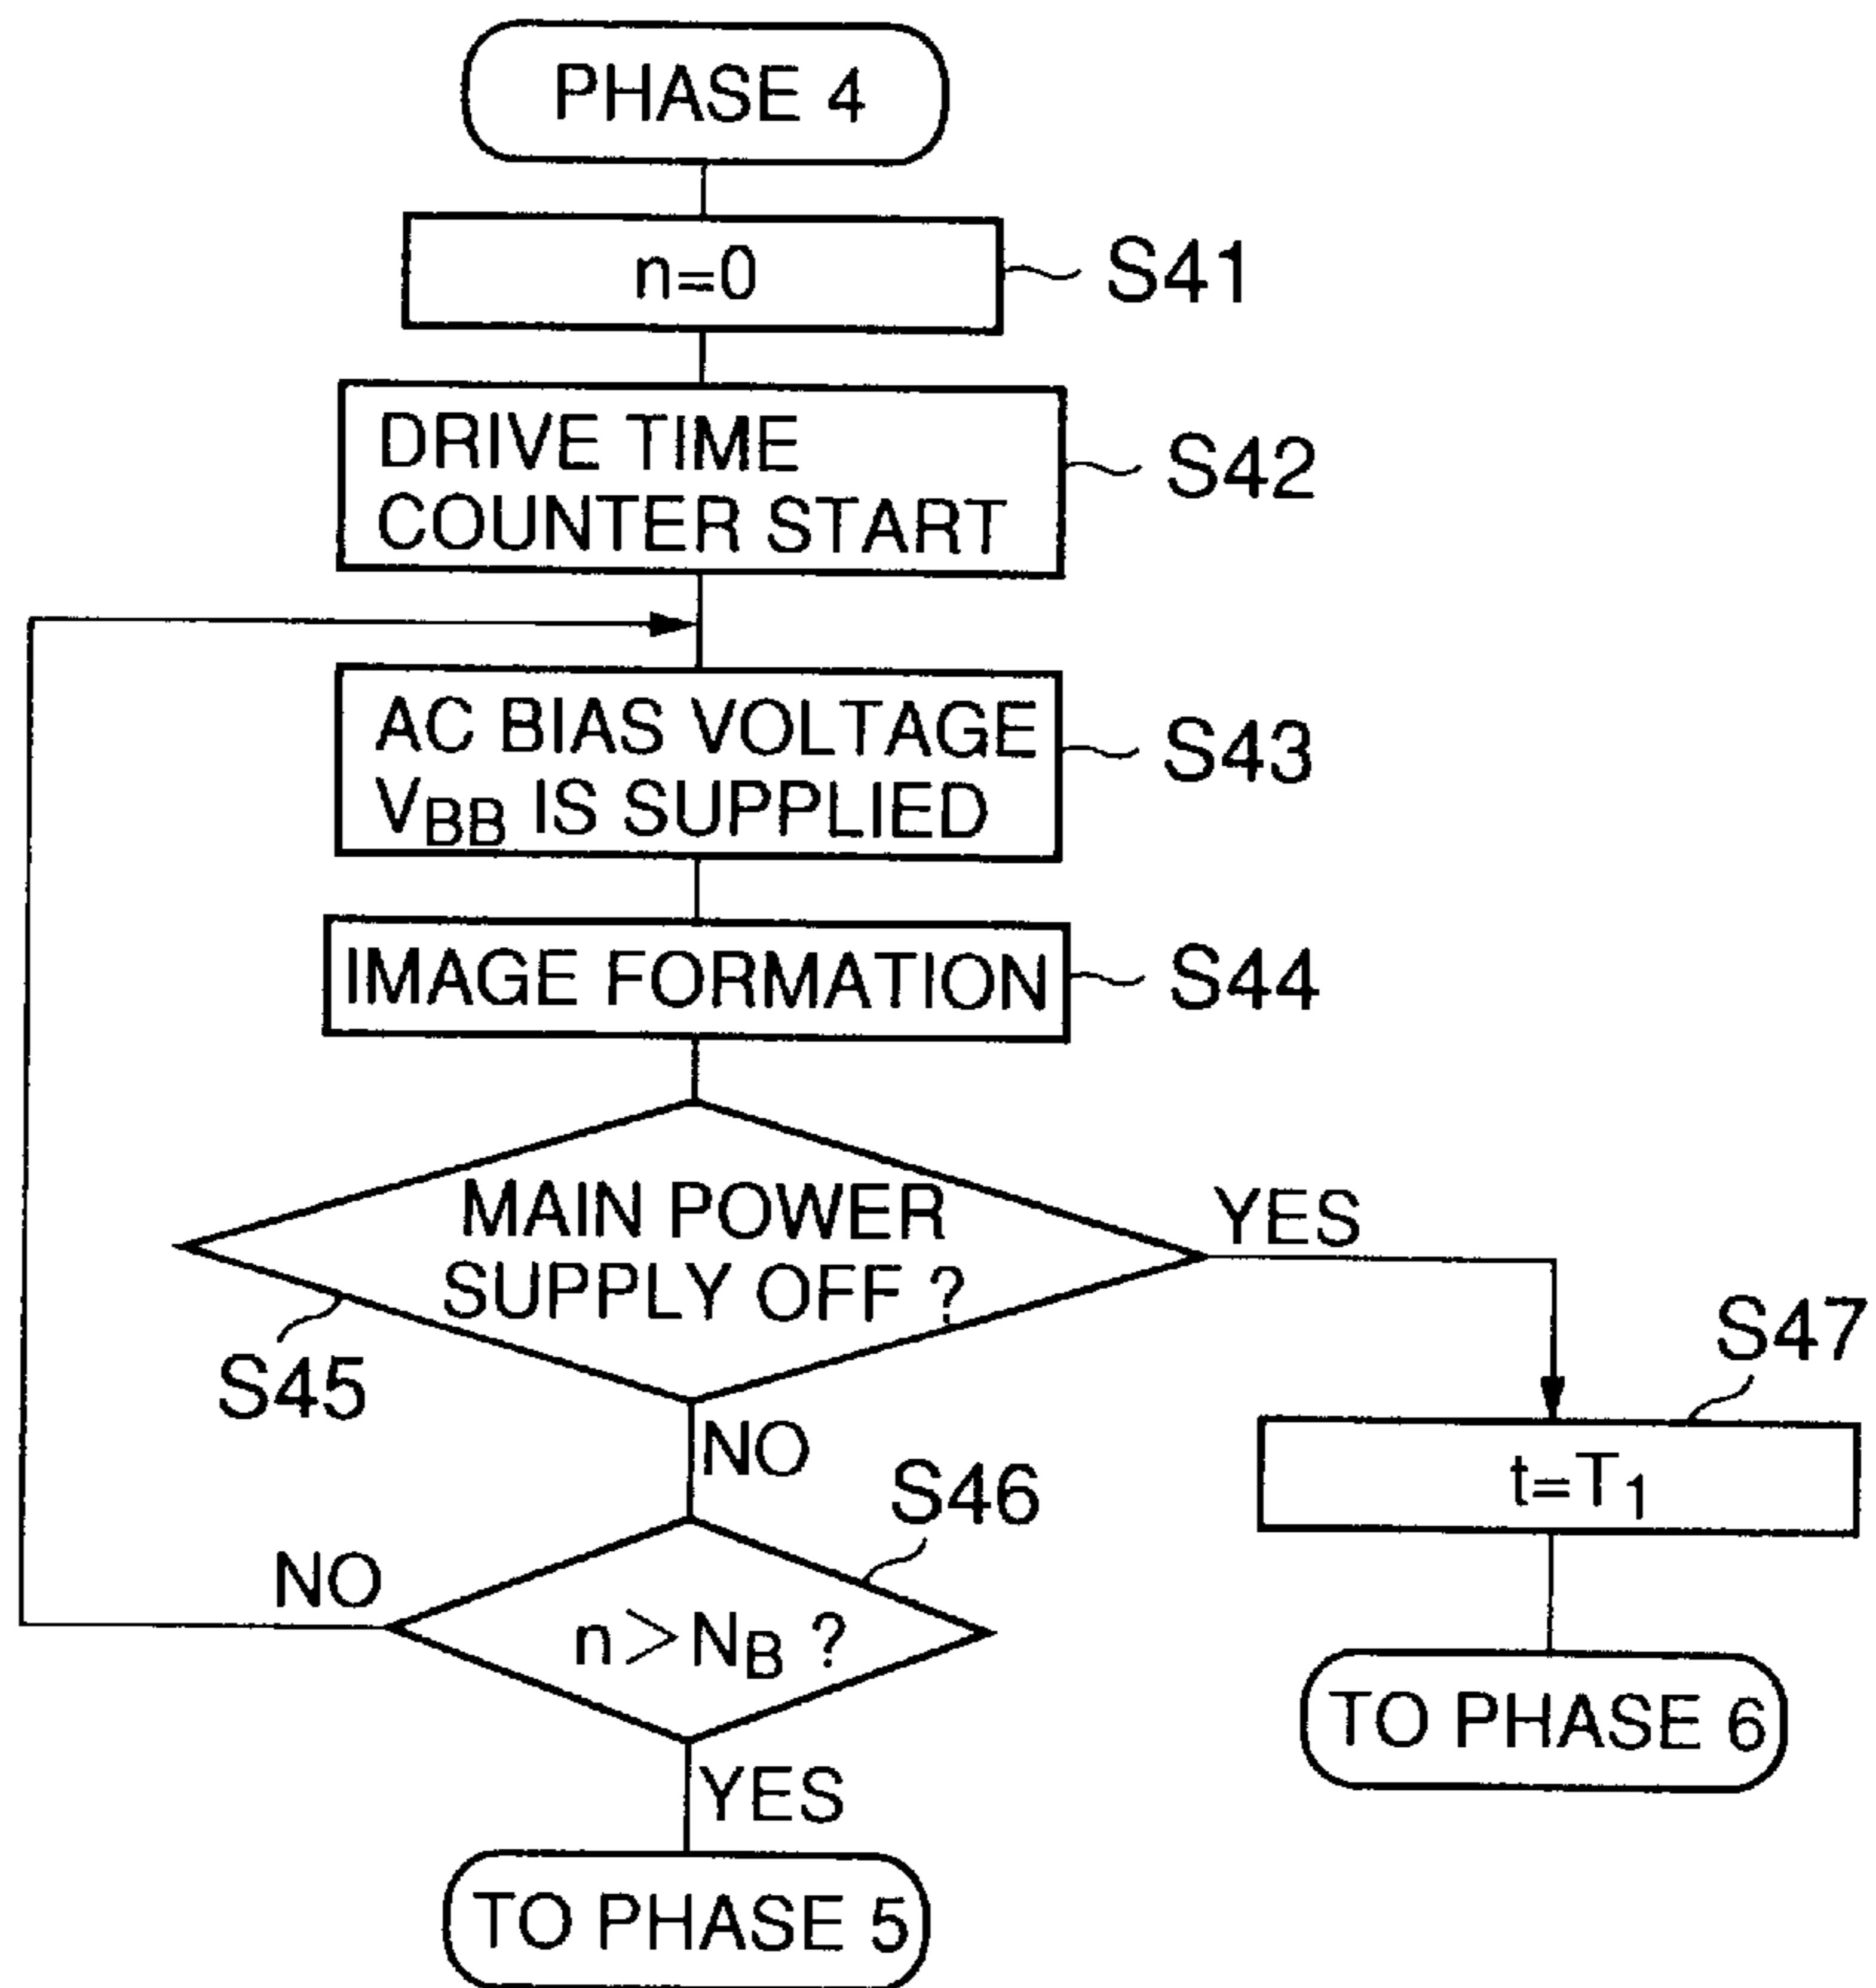 PHASE 4
n=0
S41
DRIVE TIME
COUNTER START
S42
AC BIAS VOLTAGE
VBB IS SUPPLIED
S43
IMAGE FORMATION
S44
MAIN POWER
SUPPLY OFF ?
YES
S45
S47
NO
t=T1
S46
NO
n>NB ?
TO PHASE 6
YES
TO PHASE 5